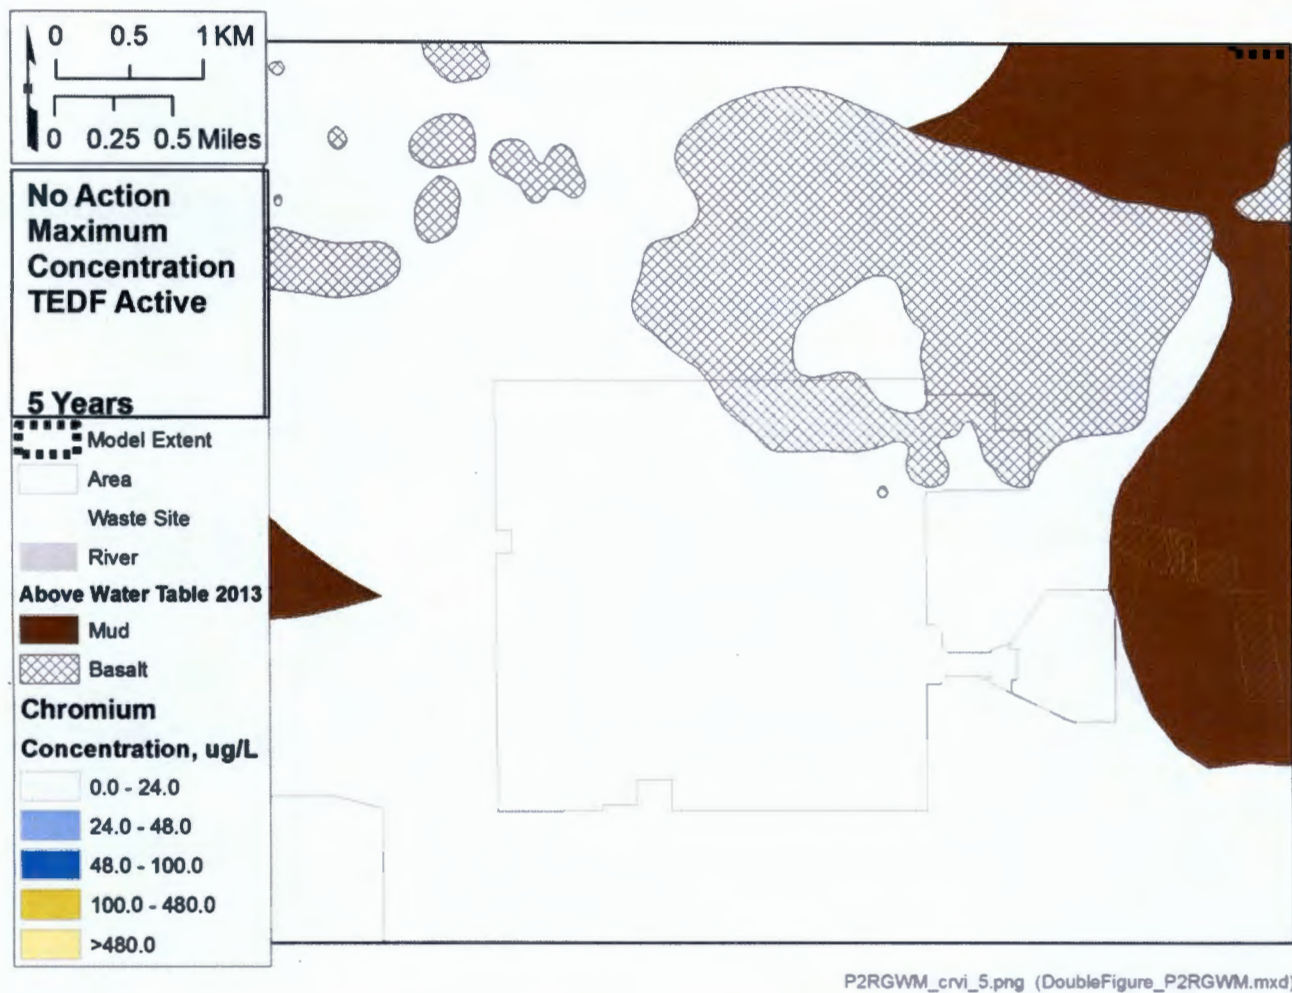 0 0.5 1 KM
0 0.25 0.5 Miles
No Action
Maximum
Concentration
TEDF Active
5 Years
Model Extent
Area
Waste Site
River
Above Water Table 2013
Mud
Basalt
Chromium
Concentration, ug/L
0.0 - 24.0
24.0 - 48.0
48.0 - 100.0
100.0 - 480.0
>480.0
P2RGWM_crvi_5.png (DoubleFigure_P2RGWM.mxd)